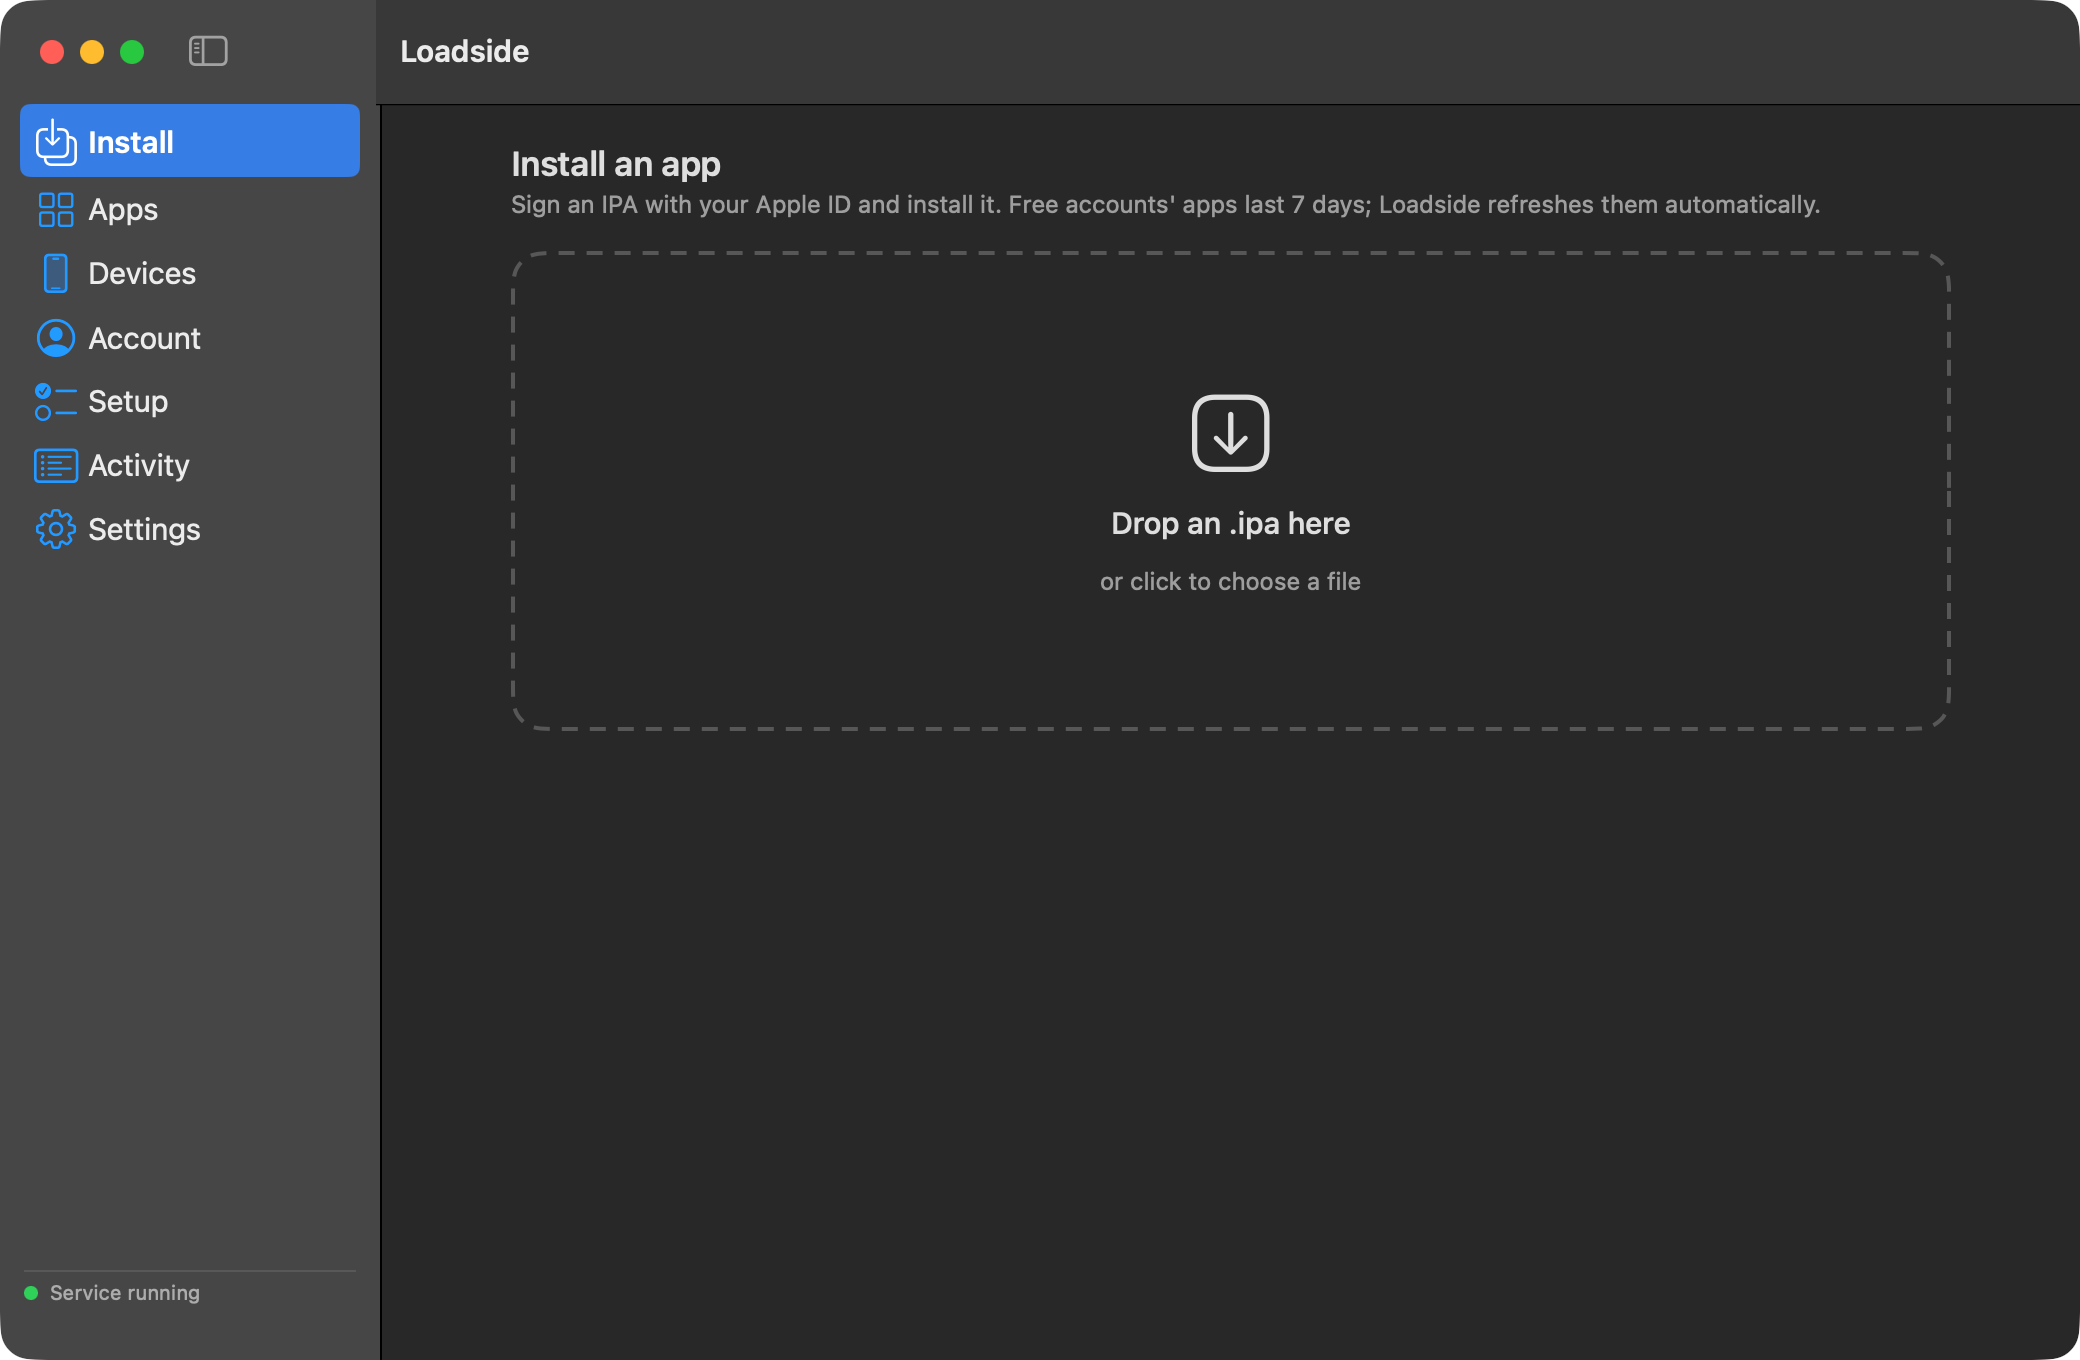 Loadside
Install
Apps
Devices
Account
Setup
Activity
Settings
Service running
Install an app
Sign an IPA with your Apple ID and install it. Free accounts' apps last 7 days; Loadside refreshes them automatically.
Drop an .ipa here
or click to choose a file